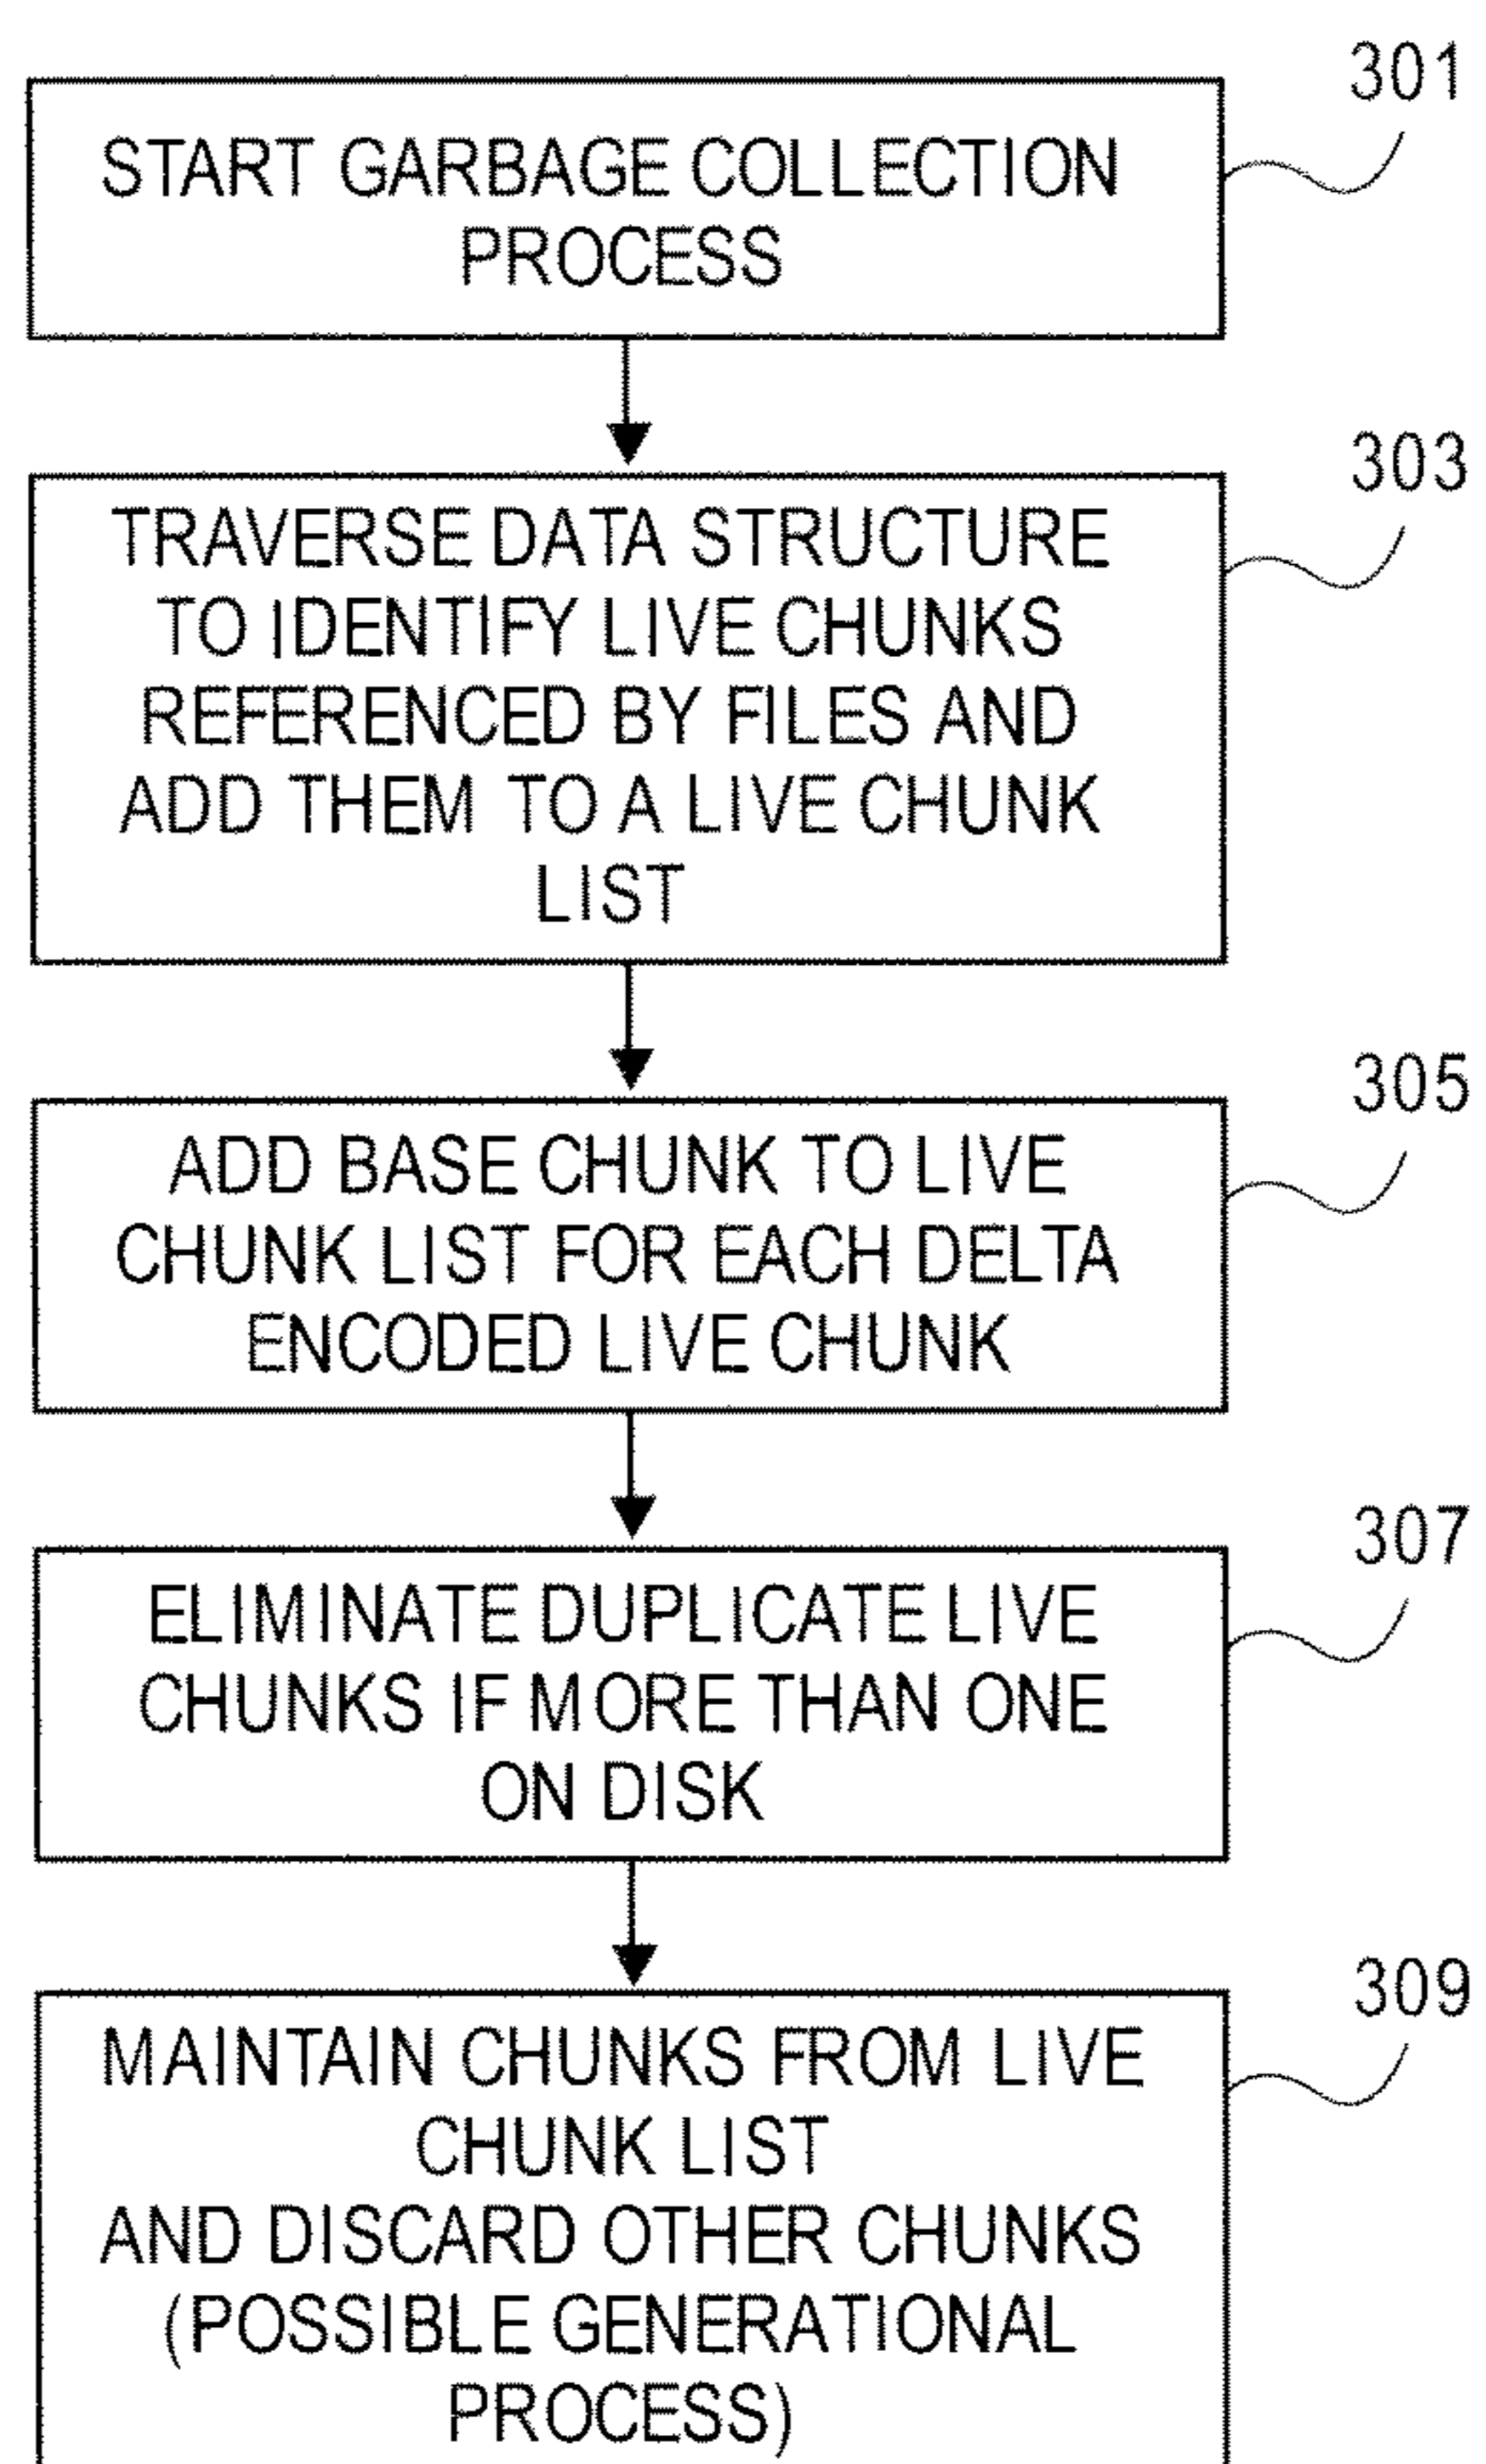 301
START GARBAGE COLLECTION
PROCESS
303
TRAVERSE DATA STRUCTURE
TO IDENTIFY LIVE CHUNKS
REFERENCED BY FILES AND
ADD THEM TO A LIVE CHUNK
LIST
305
ADD BASE CHUNK TO LIVE
CHUNK LIST FOR EACH DELTA
ENCODED LIVE CHUNK
307
ELIMINATE DUPLICATE LIVE
CHUNKS IF MORE THAN ONE
ON DISK
309
MAINTAIN CHUNKS FROM LIVE
CHUNK LIST
AND DISCARD OTHER CHUNKS
(POSSIBLE GENERATIONAL
PROCESS)